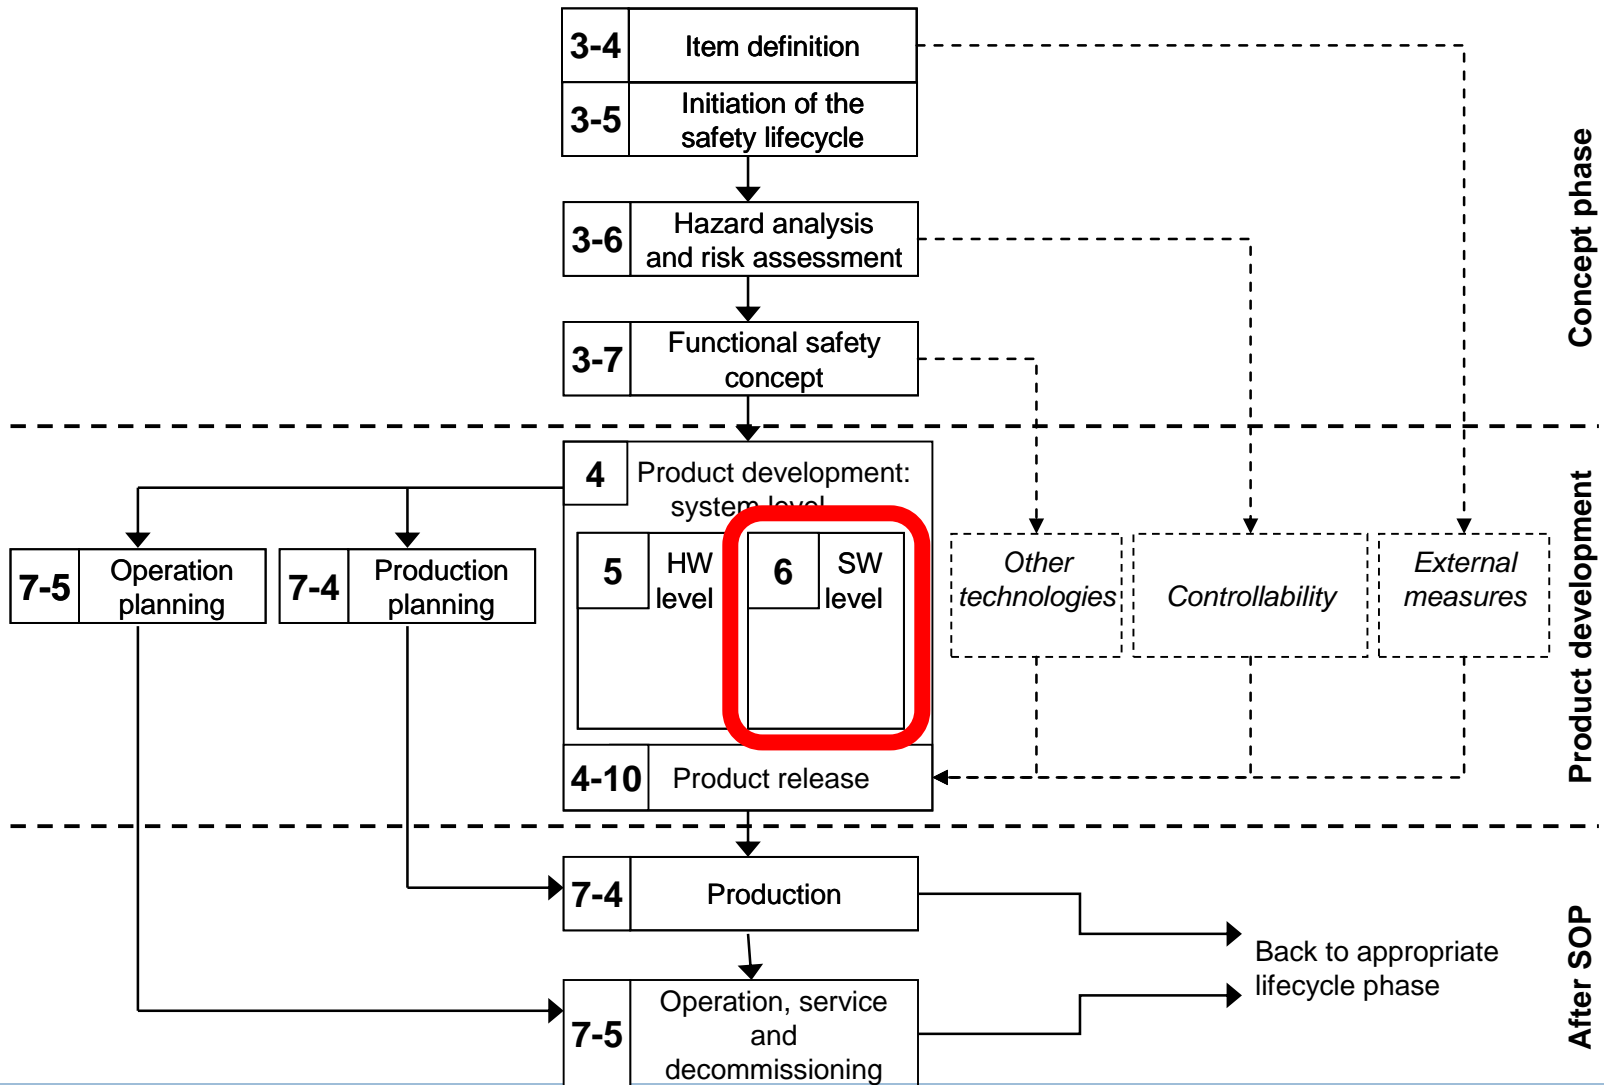 3-4
Item definition
3-5
Initiation of the
safety lifecycle
3-6
Hazard analysis
and risk assessment
3-7
Functional safety
concept
Concept phase
4
Product development:
system level
5
HW
level
6
SW
level
7-5
Operation
planning
7-4
Production
planning
Other
technologies
Controllability
External
measures
4-10
Product release
Product development
7-4
Production
7-5
Operation, service
and
decommissioning
Back to appropriate
lifecycle phase
After SOP